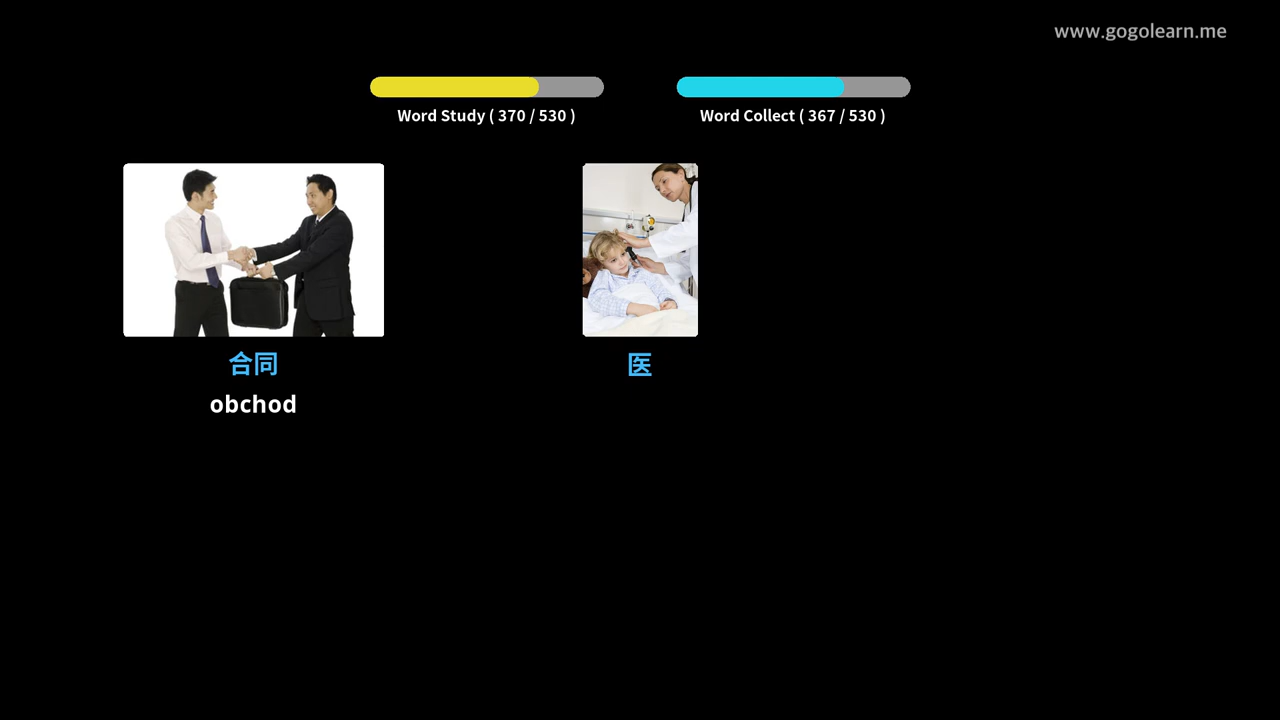 www.gogolearn.me
Word Study ( 370 / 530 )
Word Collect ( 367 / 530 )
合同
医
obchod